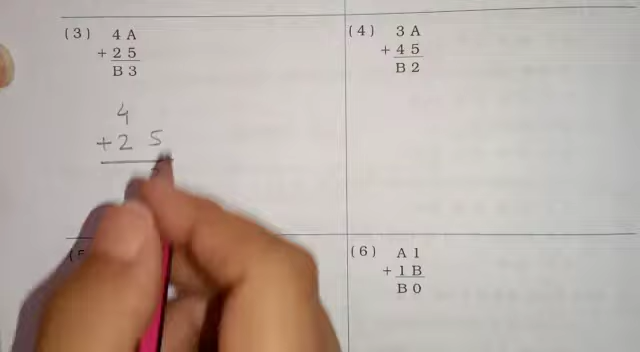 (3) 4 A
+ 2 5
B 3
4
+ 2 5
(4) 3 A
+ 4 5
B 2
(6) A 1
+ 1 B
B 0